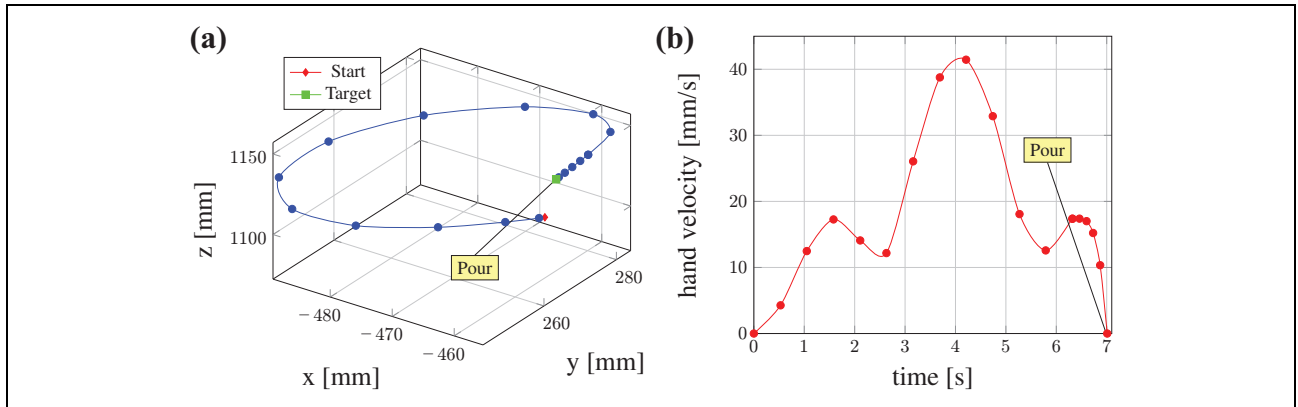 (a)
Start
Target
1150
1100
z [mm]
Pour
−480
−470
−460
x [mm]
260
280
y [mm]
(b)
hand velocity [mm/s]
40
30
20
10
0
Pour
0 1 2 3 4 5 6 7
time [s]